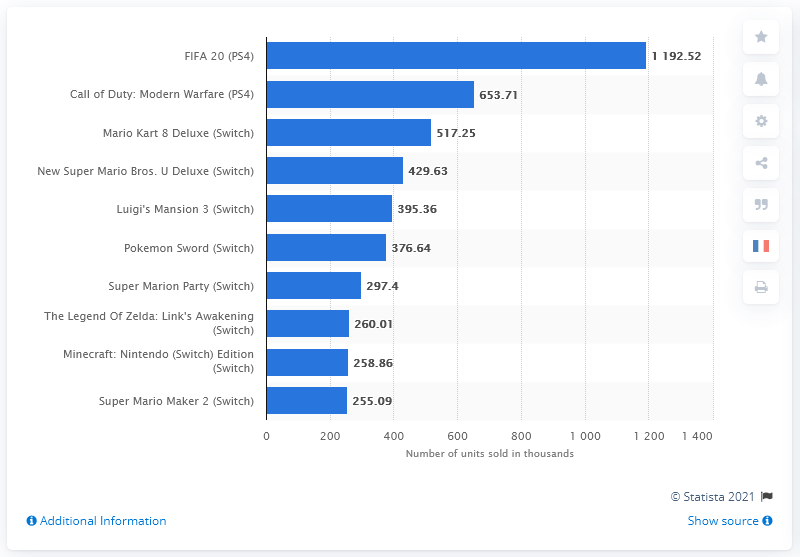 FIFA 20 (PS4)
1 192.52
Call of Duty: Modern Warfare (PS4)
653.71
Mario Kart 8 Deluxe (Switch)
517.25
New Super Mario Bros. U Deluxe (Switch)
429.63
Luigi's Mansion 3 (Switch)
395.36
Pokemon Sword (Switch)
376.64
Super Marion Party (Switch)
297.4
The Legend Of Zelda: Link's Awakening
(Switch)
260.01
Minecraft: Nintendo (Switch) Edition
(Switch)
258.86
Super Mario Maker 2 (Switch)
255.09
0 200 400 600 800 1 000 1 200 1 400
Number of units sold in thousands
© Statista 2021
Additional Information
Show source